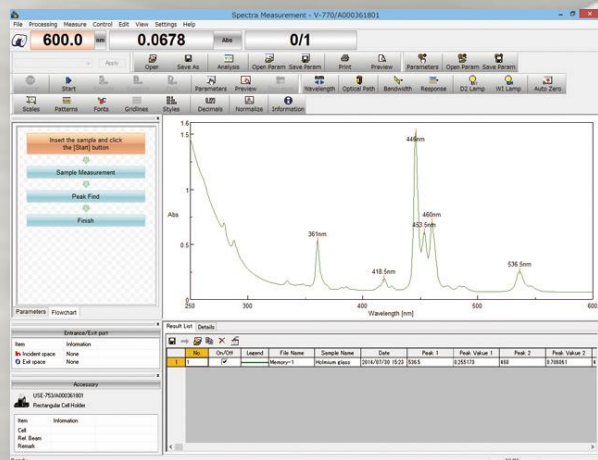 Spectra Measurement - V-770/A000361801
File Processing Measure Control Edit View Settings Help
600.0 nm 0.0678 Abs 0/1
Apply Open Save As Analysis Open Param Save Param Print Preview Parameters Open Param Save Param
Start Parameters Preview Wavelength Optical Path Bandwidth Response D2 Lamp WI Lamp Auto Zero
Scales Patterns Fonts Gridlines Styles Decimals Normalize Information
Insert the sample and click
the [Start] button
Sample Measurement
Peak Find
Finish
Parameters Flowchart
1.6
1.5
1
Abs
0.5
0
250 300 400 500 600
Wavelength [nm]
361nm
418.5nm
446nm
453.5nm
460nm
536.5nm
Entrance/Exit port
Item Information
Incident space None
Exit space None
Accessory
USE-753/A000361801
Rectangular Cell Holder
Item Information
Cell
Ref. Beam
Remark
Result List Details
No. On/Off Legend File Name Sample Name Date Peak 1 Peak Value 1 Peak 2 Peak Value 2
1 1 Memory-1 Holmium glass 2014/07/30 15:23 536.5 0.255173 460